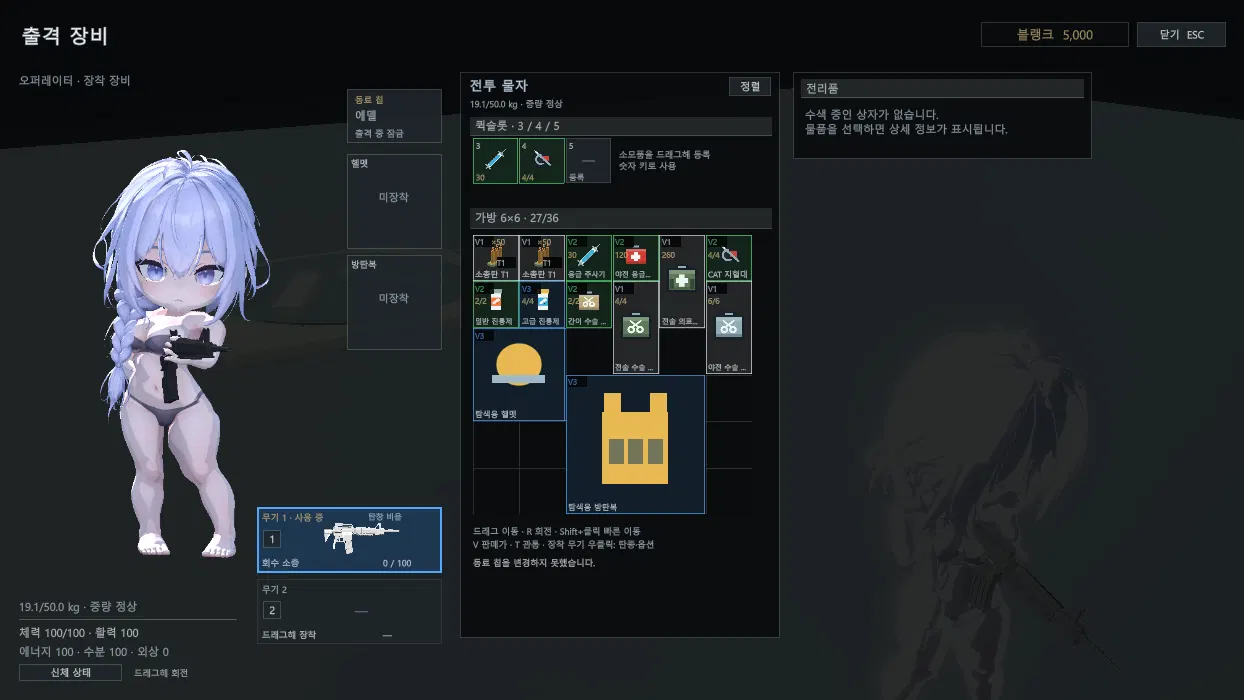 출격 장비
블랭크 5,000
닫기 ESC
오퍼레이터 · 장착 장비
동료 칩
에델
출격 중 잠금
헬멧
미장착
방탄복
미장착
무기 1 · 사용 중
탄창 비움
1
회수 소총
0 / 100
무기 2
2
—
드래그해 장착
—
19.1/50.0 kg · 중량 정상
체력 100/100 · 활력 100
에너지 100 · 수분 100 · 외상 0
신체 상태
드래그해 회전
전투 물자
정렬
19.1/50.0 kg · 중량 정상
퀵슬롯 · 3 / 4 / 5
3
30
4
4/4
5
—
등록
소모품을 드래그해 등록
숫자 키로 사용
가방 6×6 · 27/36
V1 ×50
T1
소총탄 T1
V1 ×50
T1
소총탄 T1
V2
30
응급 주사기
V2
120
야전 응급…
V1
260
전술 의료…
V2
4/4
CAT 지혈대
V2
2/2
일반 진통제
V3
4/4
고급 진통제
V2
2/2
간이 수술 …
V1
4/4
전술 수술 …
V1
6/6
야전 수술 …
V3
탐색용 헬멧
V3
탐색용 방탄복
드래그 이동 · R 회전 · Shift+클릭 빠른 이동
V 판매가 · T 관통 · 장착 무기 우클릭: 탄종·옵션
동료 칩을 변경하지 못했습니다.
전리품
수색 중인 상자가 없습니다.
물품을 선택하면 상세 정보가 표시됩니다.